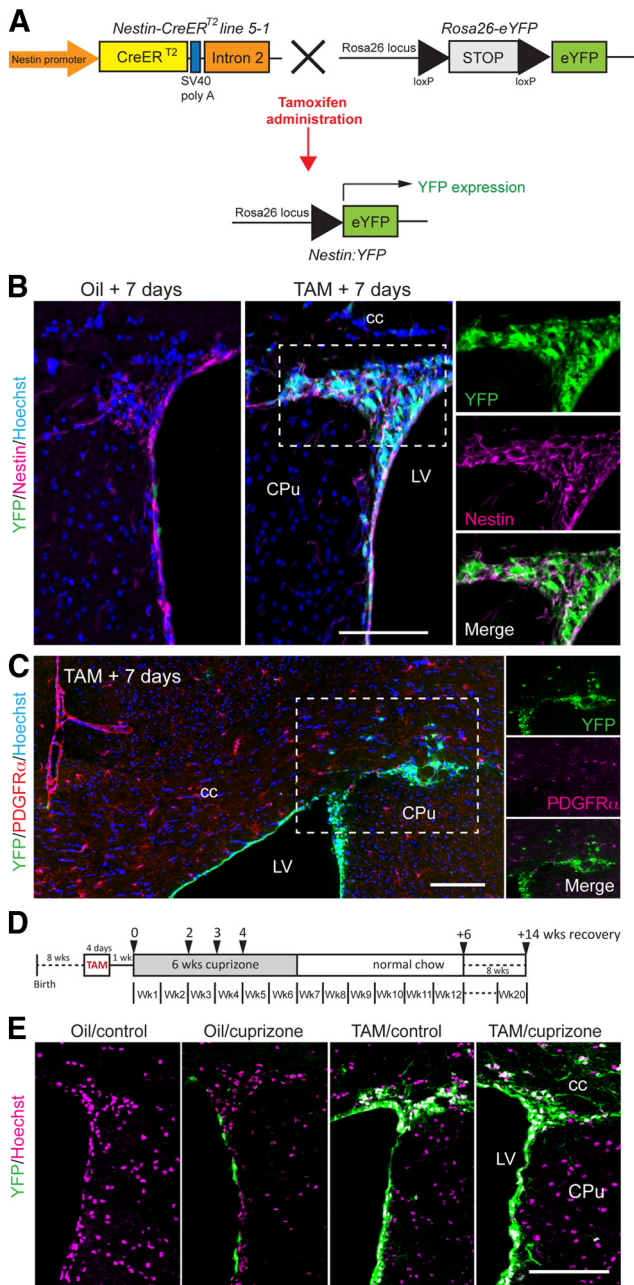 A
Nestin-CreER T2 line 5-1
Rosa26-eYFP
Nestin promoter
CreER T2
Intron 2
Rosa26 locus
STOP
eYFP
SV40
poly A
loxP
loxP
Tamoxifen
administration
YFP expression
Rosa26 locus
eYFP
Nestin:YFP
B
Oil + 7 days
TAM + 7 days
YFP/Nestin/Hoechst
cc
CPu
LV
YFP
Nestin
Merge
C
TAM + 7 days
YFP/PDGFRα/Hoechst
cc
CPu
LV
YFP
PDGFRα
Merge
D
0
2
3
4
+6
+14 wks recovery
8 wks
4 days
TAM
1 wk
6 wks cuprizone
normal chow
8 wks
Birth
Wk1
Wk2
Wk3
Wk4
Wk5
Wk6
Wk7
Wk8
Wk9
Wk10
Wk11
Wk12
Wk20
E
Oil/control
Oil/cuprizone
TAM/control
TAM/cuprizone
YFP/Hoechst
cc
LV
CPu